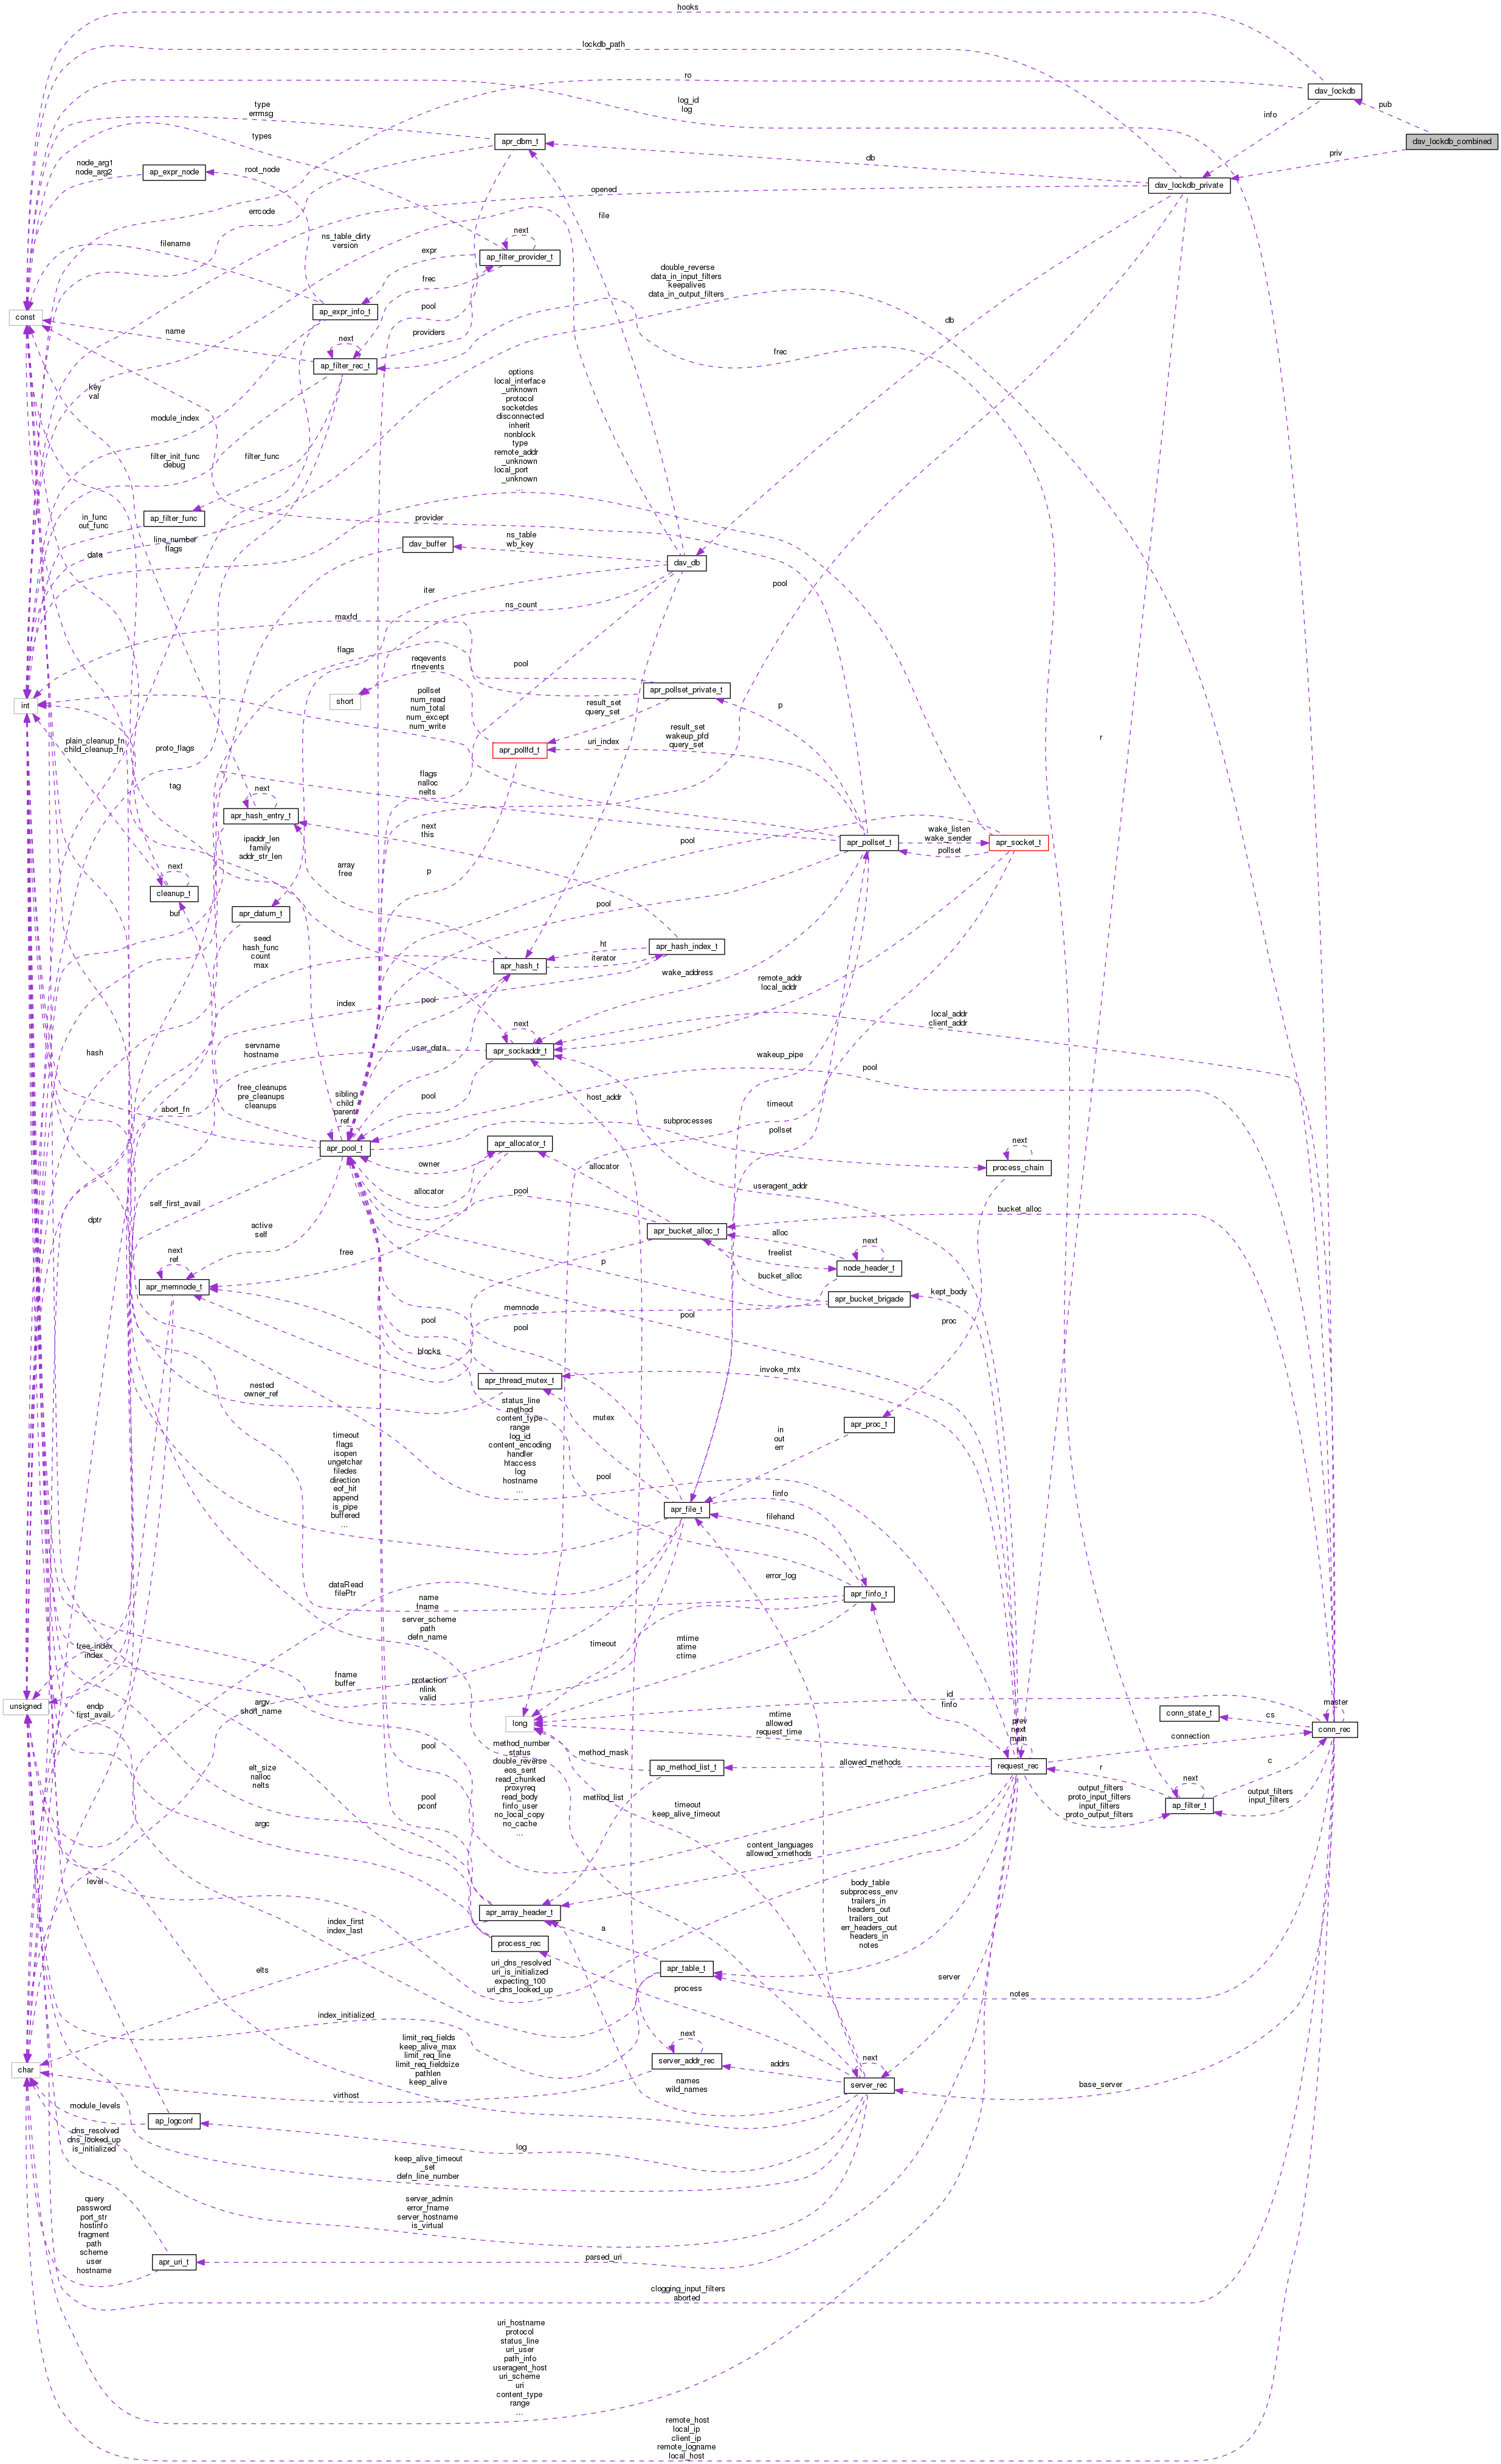 hooks
lockdb_path
ro
dav_lockdb
log_id
log
pub
type
errmsg
info
types
apr_dbm_t
dav_lockdb_combined
db
priv
node_arg1
node_arg2
ap_expr_node
root_node
dav_lockdb_private
opened
errcode
file
next
ns_table_dirty
version
filename
expr
ap_filter_provider_t
frec
double_reverse
data_in_input_filters
keepalives
data_in_output_filters
pool
ap_expr_info_t
const
db
name
providers
next
frec
ap_filter_rec_t
key
val
options
local_interface
_unknown
protocol
socketdes
disconnected
inherit
nonblock
type
remote_addr
_unknown
local_port
_unknown
...
module_index
filter_init_func
debug
filter_func
in_func
out_func
ap_filter_func
provider
line_number
flags
data
dav_buffer
ns_table
wb_key
dav_db
r
pool
iter
ns_count
maxfd
flags
reqevents
rtnevents
pool
apr_pollset_private_t
short
int
pollset
num_read
num_total
num_except
num_write
result_set
query_set
p
plain_cleanup_fn
child_cleanup_fn
proto_flags
apr_pollfd_t
uri_index
result_set
wakeup_pfd
query_set
tag
next
flags
nalloc
nelts
apr_hash_entry_t
next
this
wake_listen
wake_sender
ipaddr_len
family
addr_str_len
pool
apr_pollset_t
pollset
apr_socket_t
next
array
free
p
cleanup_t
buf
apr_datum_t
pool
seed
hash_func
count
max
ht
apr_hash_index_t
apr_hash_t
iterator
wake_address
remote_addr
local_addr
index
pool
next
local_addr
client_addr
hash
servname
hostname
user_data
apr_sockaddr_t
wakeup_pipe
pool
free_cleanups
pre_cleanups
cleanups
abort_fn
sibling
child
parent
ref
pool
host_addr
timeout
subprocesses
pollset
apr_pool_t
apr_allocator_t
next
owner
allocator
process_chain
self_first_avail
allocator
pool
useragent_addr
dptr
active
self
apr_bucket_alloc_t
alloc
bucket_alloc
next
ref
free
freelist
next
apr_memnode_t
p
bucket_alloc
node_header_t
kept_body
memnode
apr_bucket_brigade
pool
pool
pool
proc
blocks
invoke_mtx
nested
owner_ref
apr_thread_mutex_t
status_line
method
content_type
range
log_id
content_encoding
handler
htaccess
log
hostname
...
mutex
apr_proc_t
in
out
err
timeout
flags
isopen
ungetchar
filedes
direction
eof_hit
append
is_pipe
buffered
...
pool
finfo
apr_file_t
filehand
dataRead
filePtr
error_log
apr_finfo_t
name
fname
server_scheme
path
defn_name
free_index
index
mtime
atime
ctime
timeout
fname
buffer
protection
nlink
valid
id
finfo
unsigned
endp
first_avail
argv
short_name
long
mtime
allowed
request_time
conn_state_t
cs
master
conn_rec
prev
next
main
pool
method_number
status
double_reverse
eos_sent
read_chunked
proxyreq
read_body
finfo_user
no_local_copy
no_cache
...
method_mask
connection
ap_method_list_t
allowed_methods
request_rec
r
c
elt_size
nalloc
nelts
pool
pconf
method_list
timeout
keep_alive_timeout
output_filters
proto_input_filters
input_filters
proto_output_filters
next
ap_filter_t
output_filters
input_filters
argc
content_languages
allowed_xmethods
level
body_table
subprocess_env
trailers_in
headers_out
trailers_out
err_headers_out
headers_in
notes
index_first
index_last
apr_array_header_t
a
process_rec
elts
uri_dns_resolved
uri_is_initialized
expecting_100
uri_dns_looked_up
apr_table_t
process
server
notes
index_initialized
limit_req_fields
keep_alive_max
limit_req_line
limit_req_fieldsize
pathlen
keep_alive
next
server_addr_rec
addrs
next
char
virthost
names
wild_names
server_rec
base_server
module_levels
ap_logconf
dns_resolved
dns_looked_up
is_initialized
log
keep_alive_timeout
_set
defn_line_number
query
password
port_str
hostinfo
fragment
path
scheme
user
hostname
server_admin
error_fname
server_hostname
is_virtual
apr_uri_t
parsed_uri
clogging_input_filters
aborted
uri_hostname
protocol
status_line
uri_user
path_info
useragent_host
uri_scheme
uri
content_type
range
...
remote_host
local_ip
client_ip
remote_logname
local_host